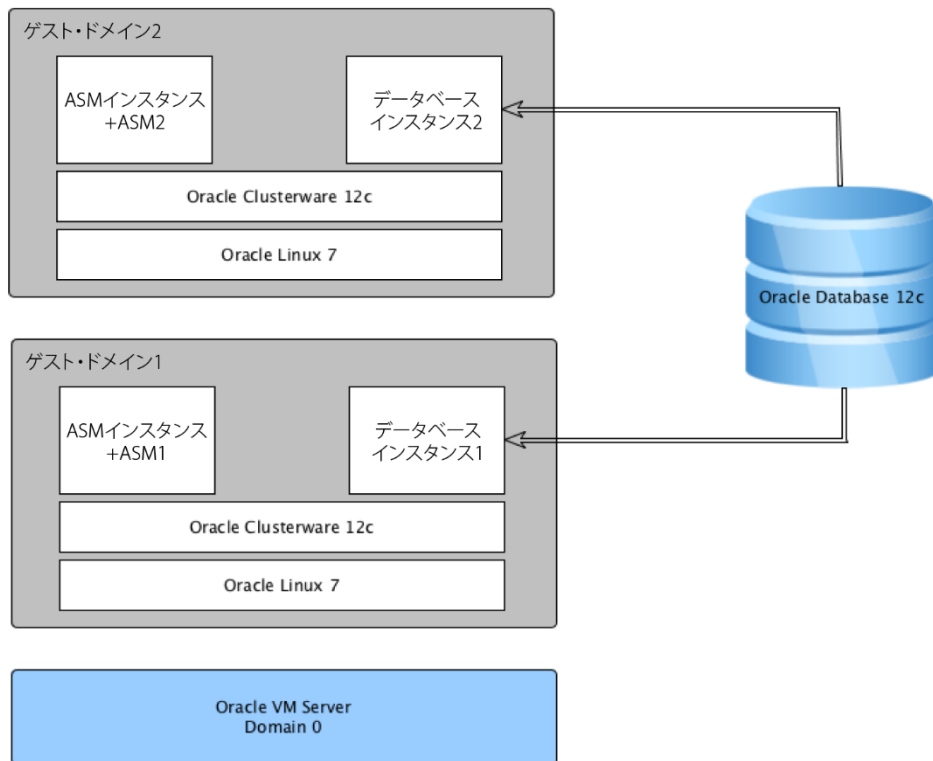 ゲスト・ドメイン2
ASMインスタンス
+ASM2
データベース
インスタンス2
Oracle Clusterware 12c
Oracle Linux 7
Oracle Database 12c
ゲスト・ドメイン1
ASMインスタンス
+ASM1
データベース
インスタンス1
Oracle Clusterware 12c
Oracle Linux 7
Oracle VM Server
Domain 0